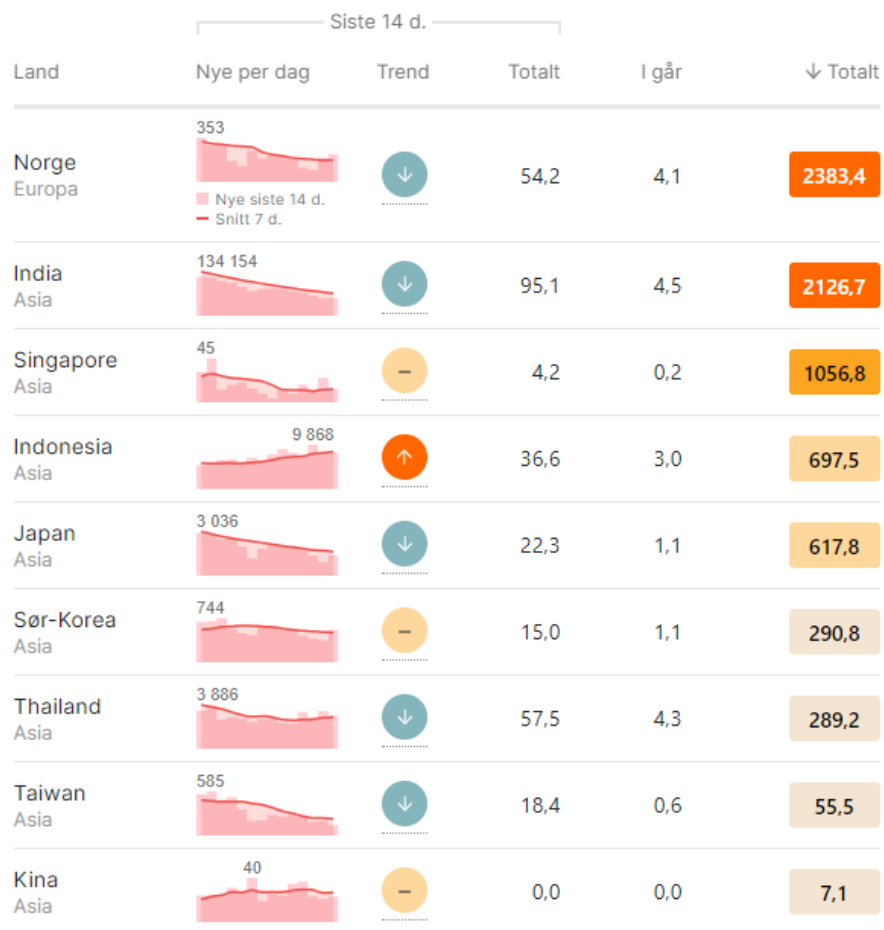 Siste 14 d.
Land Nye per dag Trend Totalt I går ↓ Totalt
353
Norge
Europa
54,2 4,1 2383,4
Nye siste 14 d.
Snitt 7 d.
134 154
India
Asia
95,1 4,5 2126,7
45
Singapore
Asia
4,2 0,2 1056,8
9 868
Indonesia
Asia
36,6 3,0 697,5
3 036
Japan
Asia
22,3 1,1 617,8
744
Sør-Korea
Asia
15,0 1,1 290,8
3 886
Thailand
Asia
57,5 4,3 289,2
585
Taiwan
Asia
18,4 0,6 55,5
40
Kina
Asia
0,0 0,0 7,1